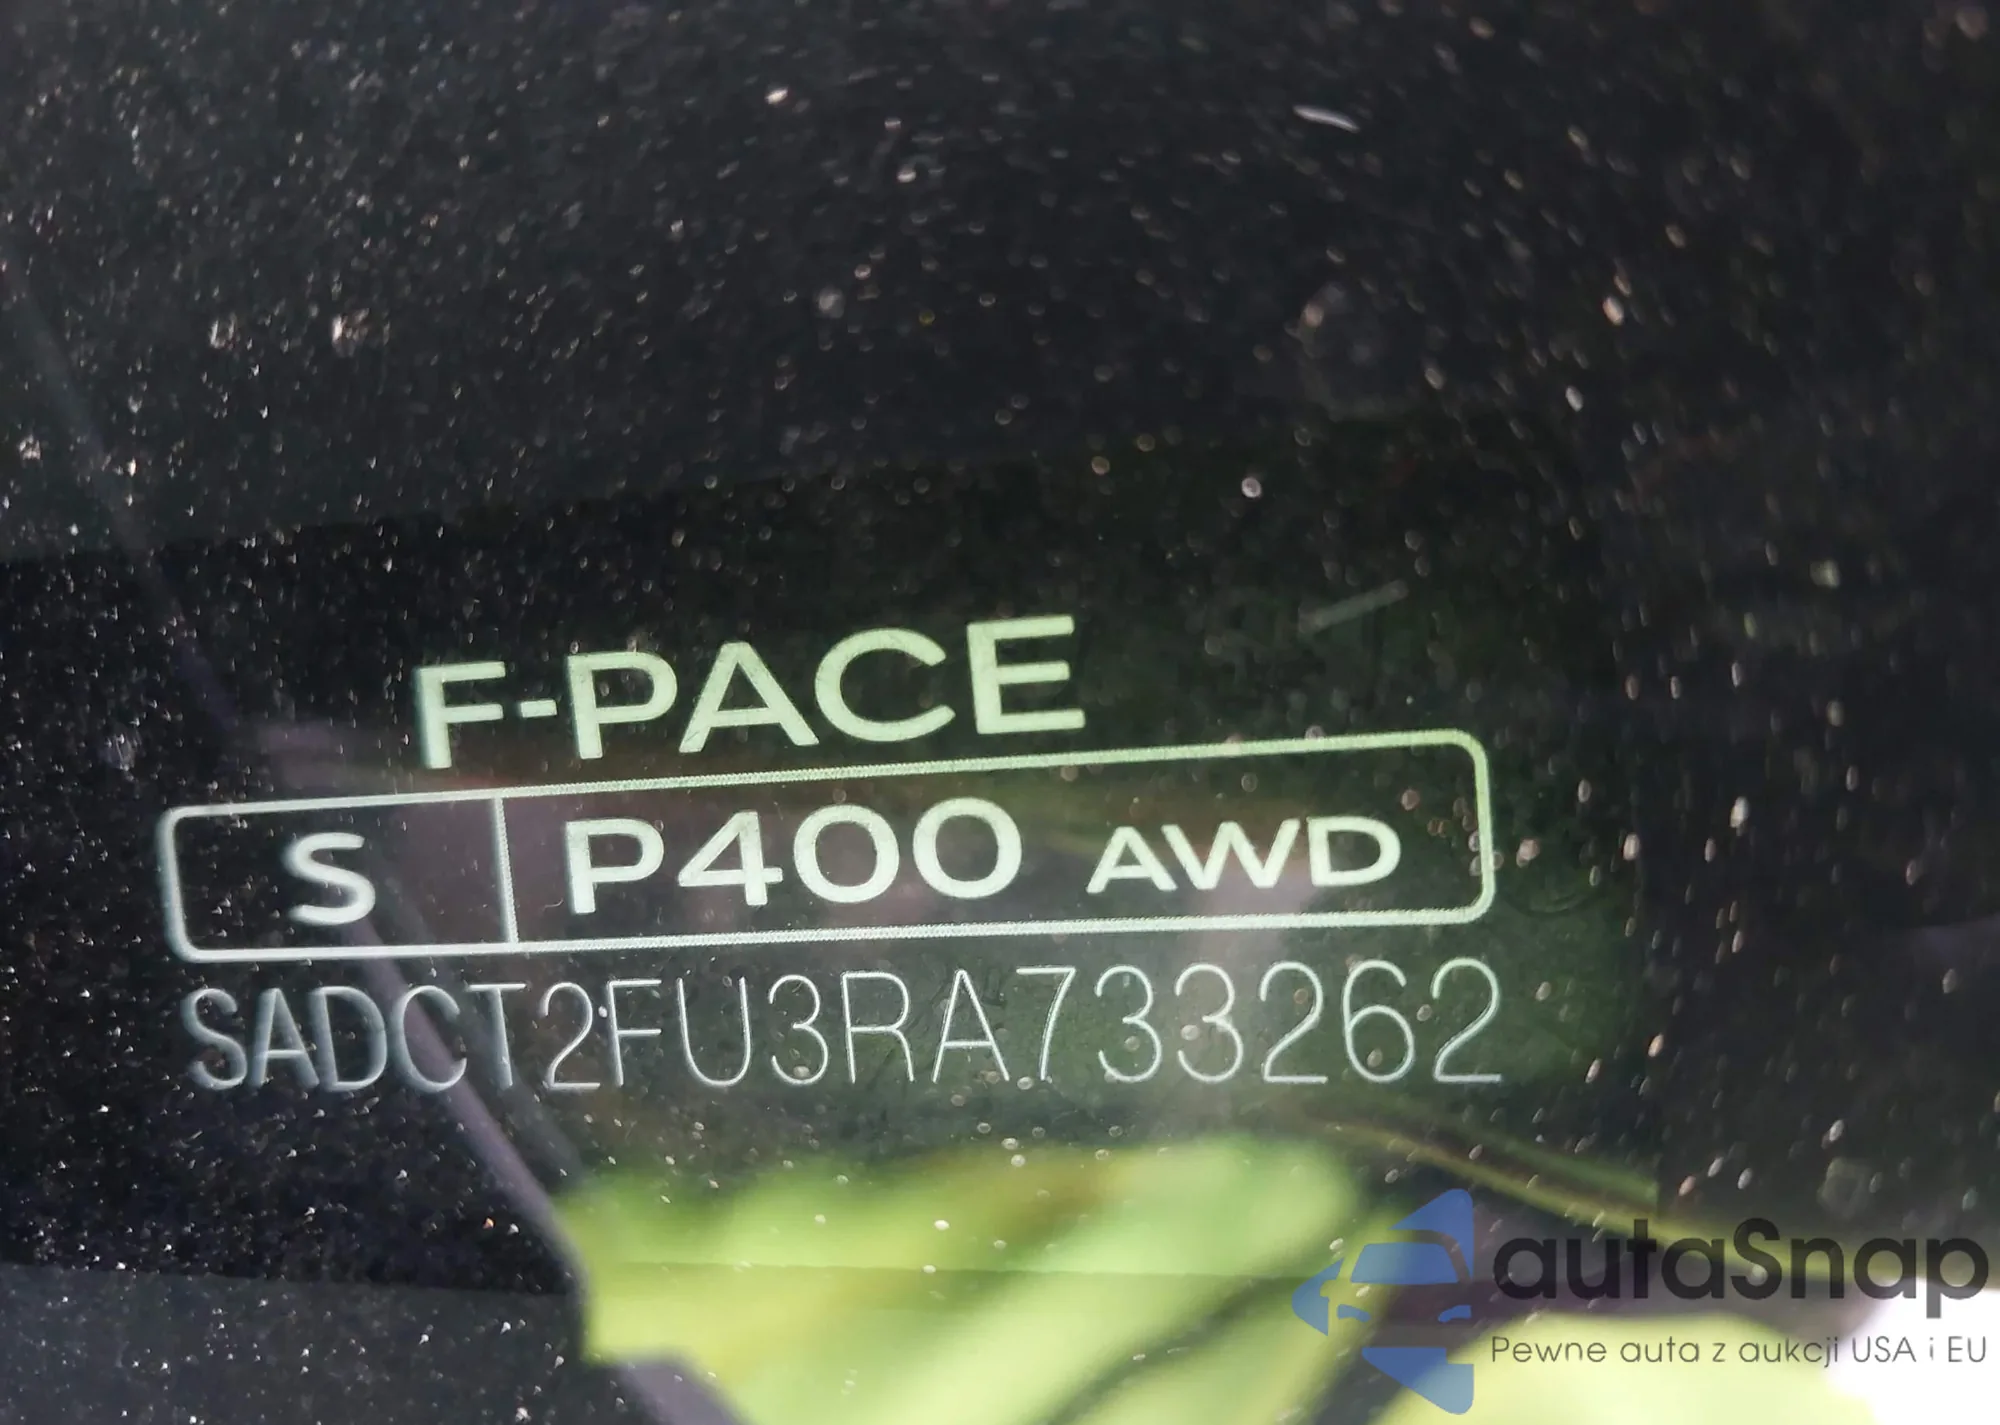 F-PACE
S P400 AWD
SADCT2FU3RA733262
autaSnap
Pewne auta z aukcji USA i EU